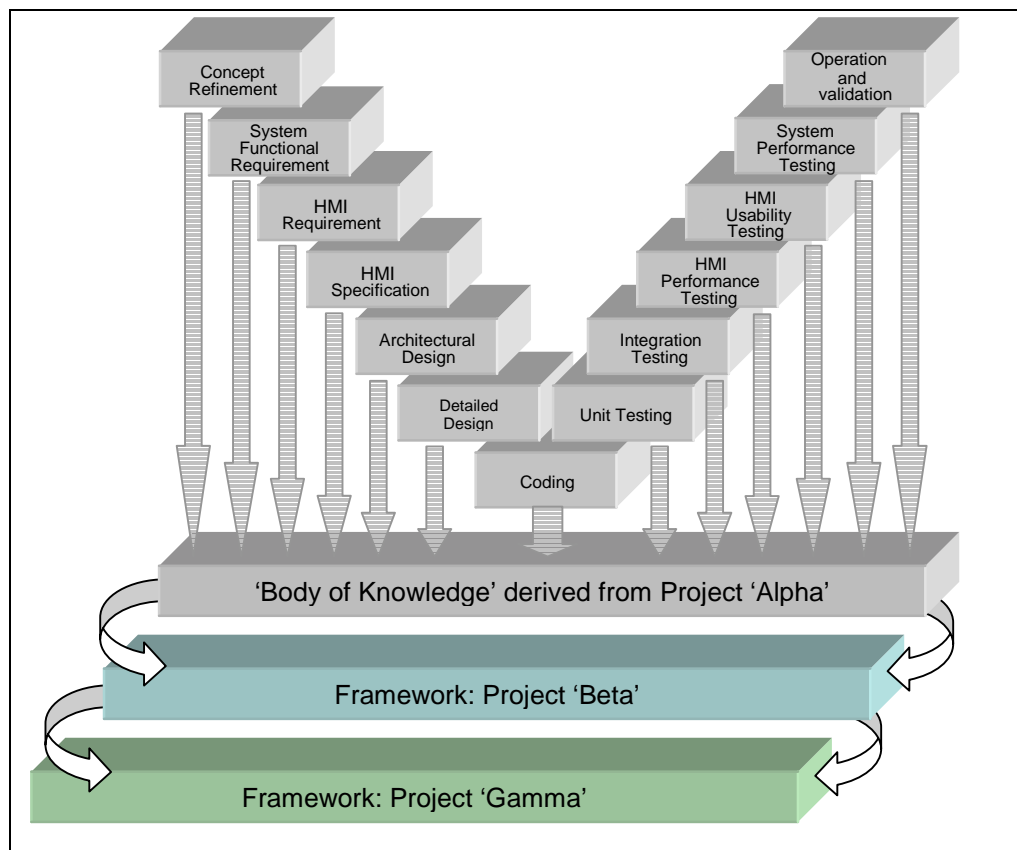 Concept
Refinement
System
Functional
Requirement
HMI
Requirement
HMI
Specification
Architectural
Design
Detailed
Design
Coding
Unit Testing
Integration
Testing
HMI
Performance
Testing
HMI
Usability
Testing
System
Performance
Testing
Operation
and
validation
‘Body of Knowledge’ derived from Project ‘Alpha’
Framework: Project ‘Beta’
Framework: Project ‘Gamma’